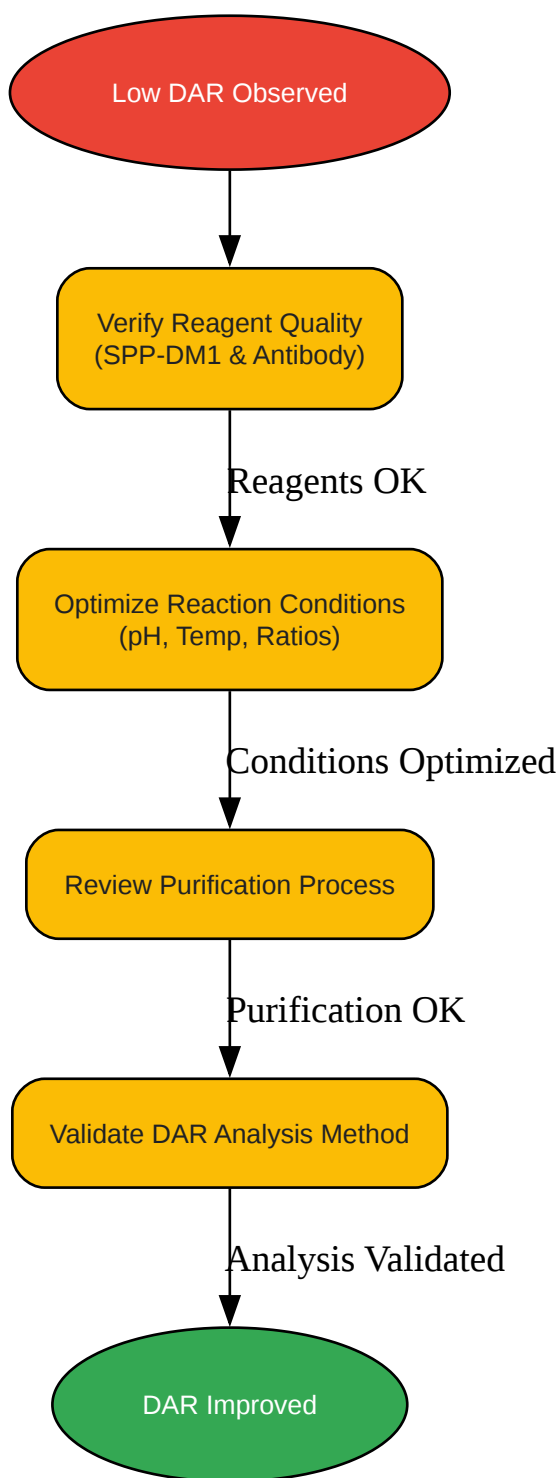 Low DAR Observed
Verify Reagent Quality
(SPP-DM1 & Antibody)
Reagents OK
Optimize Reaction Conditions
(pH, Temp, Ratios)
Conditions Optimized
Review Purification Process
Purification OK
Validate DAR Analysis Method
Analysis Validated
DAR Improved